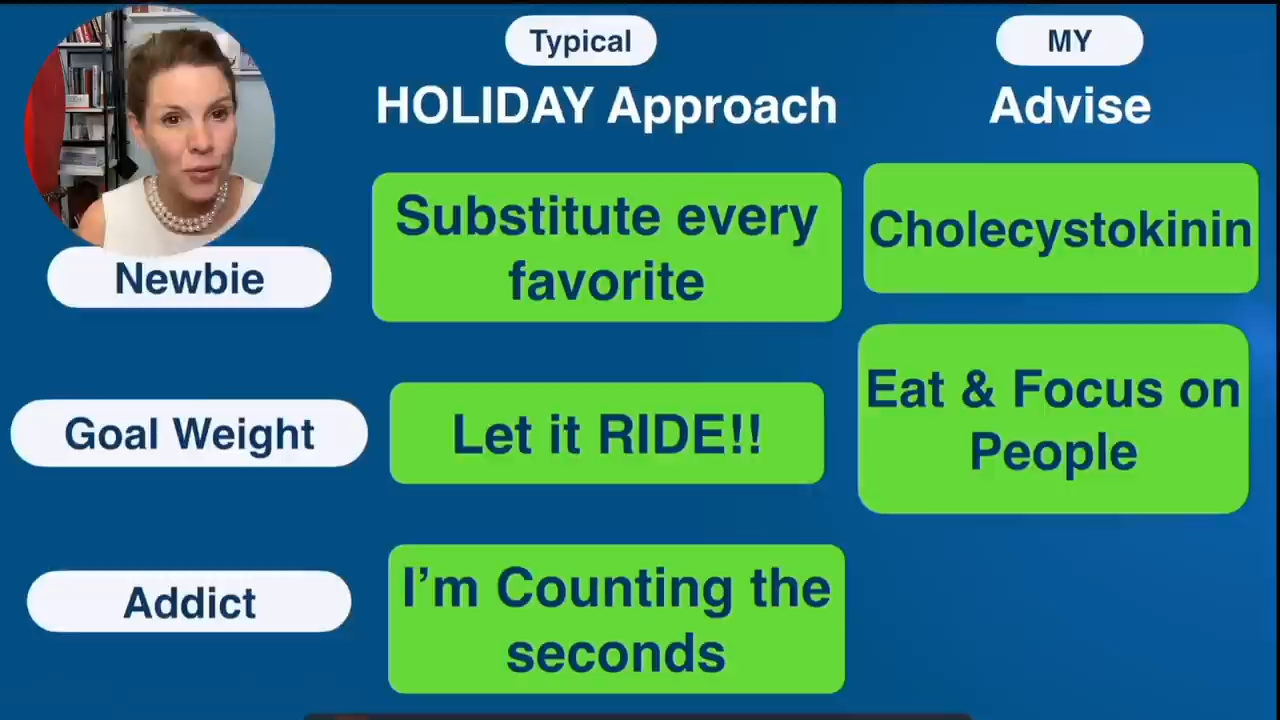 Typical
MY
HOLIDAY Approach
Advise
Newbie
Substitute every
favorite
Cholecystokinin
Goal Weight
Let it RIDE!!
Eat & Focus on
People
Addict
I’m Counting the
seconds